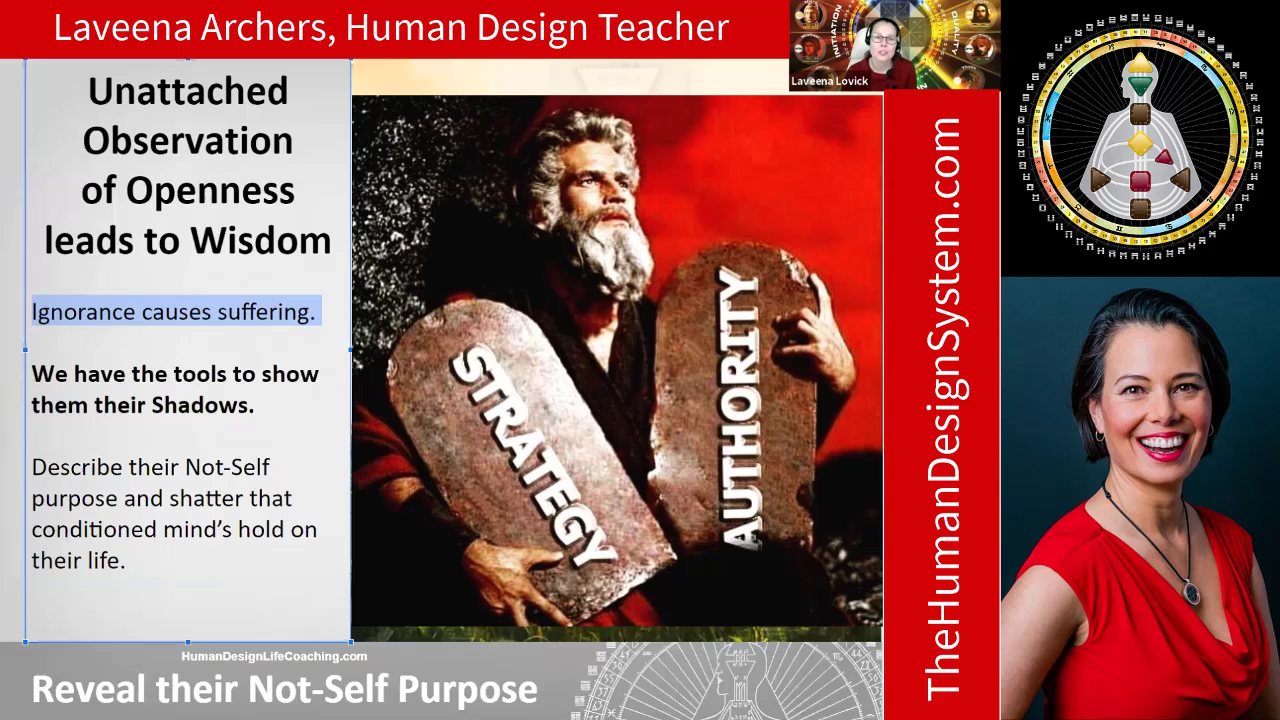 Laveena Archers, Human Design Teacher
INITIATION
DUALITY
Laveena Lovick
Unattached
Observation
of Openness
leads to Wisdom
Ignorance causes suffering.
We have the tools to show
them their Shadows.
Describe their Not-Self
purpose and shatter that
conditioned mind's hold on
their life.
STRATEGY
AUTHORITY
TheHumanDesignSystem.com
HumanDesignLifeCoaching.com
Reveal their Not-Self Purpose